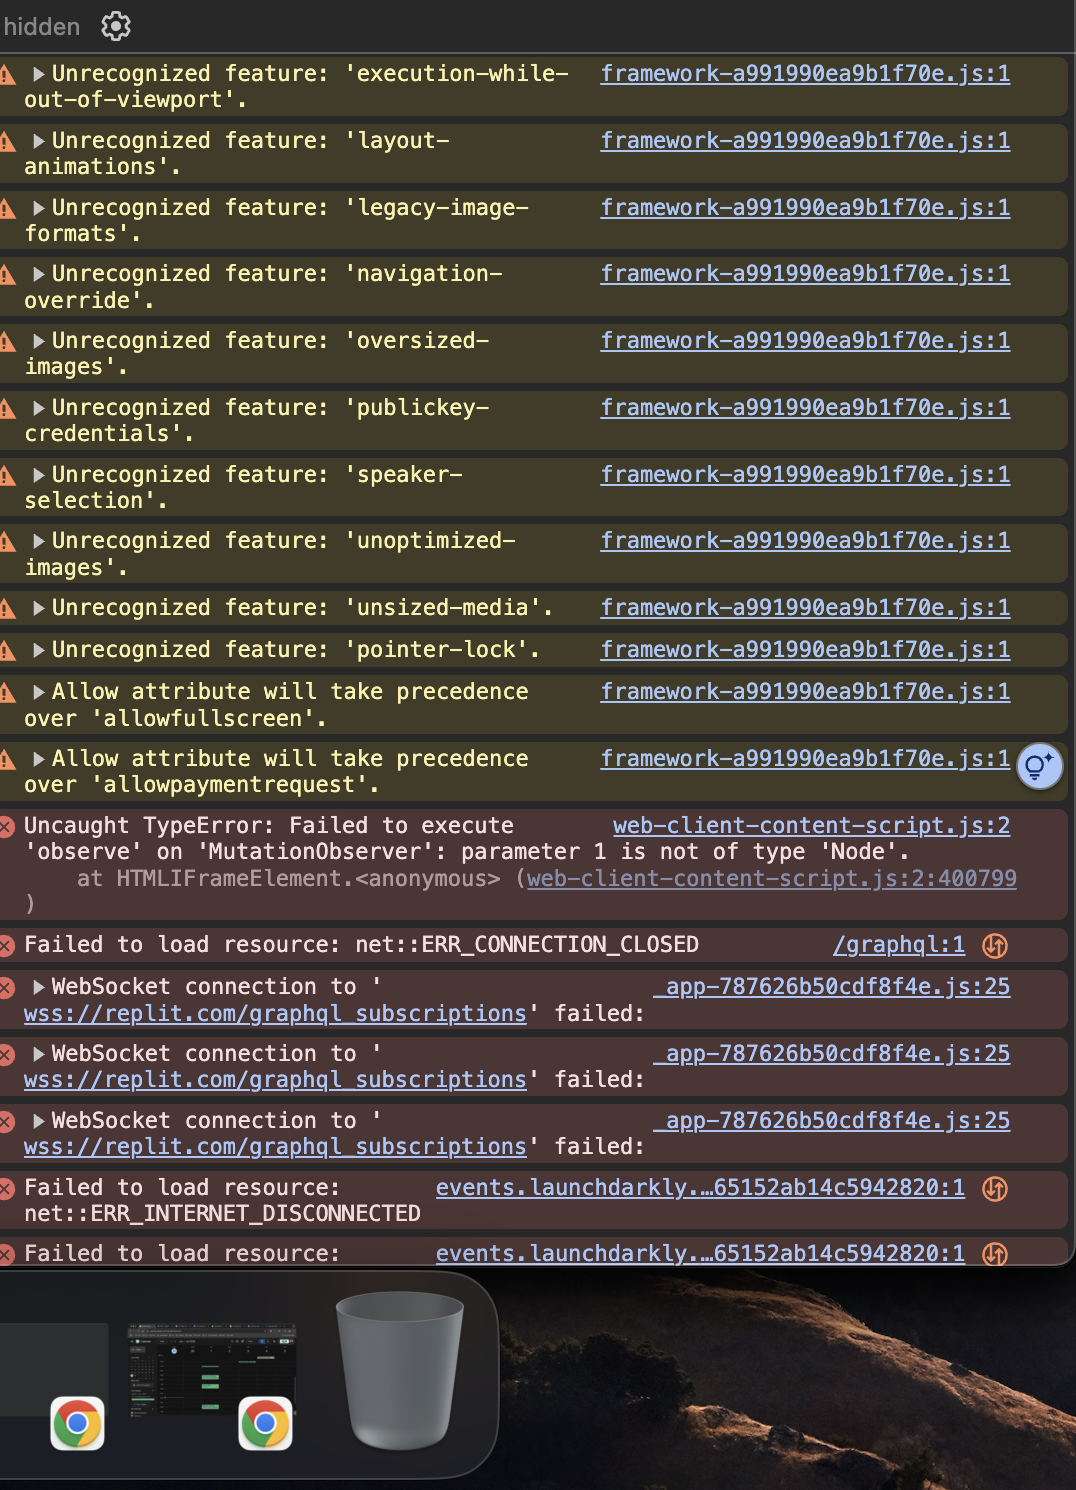 hidden
Unrecognized feature: 'execution-while- framework-a991990ea9b1f70e.js:1
out-of-viewport'.
Unrecognized feature: 'layout- framework-a991990ea9b1f70e.js:1
animations'.
Unrecognized feature: 'legacy-image- framework-a991990ea9b1f70e.js:1
formats'.
Unrecognized feature: 'navigation- framework-a991990ea9b1f70e.js:1
override'.
Unrecognized feature: 'oversized- framework-a991990ea9b1f70e.js:1
images'.
Unrecognized feature: 'publickey- framework-a991990ea9b1f70e.js:1
credentials'.
Unrecognized feature: 'speaker- framework-a991990ea9b1f70e.js:1
selection'.
Unrecognized feature: 'unoptimized- framework-a991990ea9b1f70e.js:1
images'.
Unrecognized feature: 'unsized-media'. framework-a991990ea9b1f70e.js:1
Unrecognized feature: 'pointer-lock'. framework-a991990ea9b1f70e.js:1
Allow attribute will take precedence framework-a991990ea9b1f70e.js:1
over 'allowfullscreen'.
Allow attribute will take precedence framework-a991990ea9b1f70e.js:1
over 'allowpaymentrequest'.
Uncaught TypeError: Failed to execute web-client-content-script.js:2
'observe' on 'MutationObserver': parameter 1 is not of type 'Node'.
at HTMLIFrameElement.<anonymous> (web-client-content-script.js:2:400799
)
Failed to load resource: net::ERR_CONNECTION_CLOSED /graphql:1
WebSocket connection to ' _app-787626b50cdf8f4e.js:25
wss://replit.com/graphql_subscriptions' failed:
WebSocket connection to ' _app-787626b50cdf8f4e.js:25
wss://replit.com/graphql_subscriptions' failed:
WebSocket connection to ' _app-787626b50cdf8f4e.js:25
wss://replit.com/graphql_subscriptions' failed:
Failed to load resource: events.launchdarkly.…65152ab14c5942820:1
net::ERR_INTERNET_DISCONNECTED
Failed to load resource: events.launchdarkly.…65152ab14c5942820:1